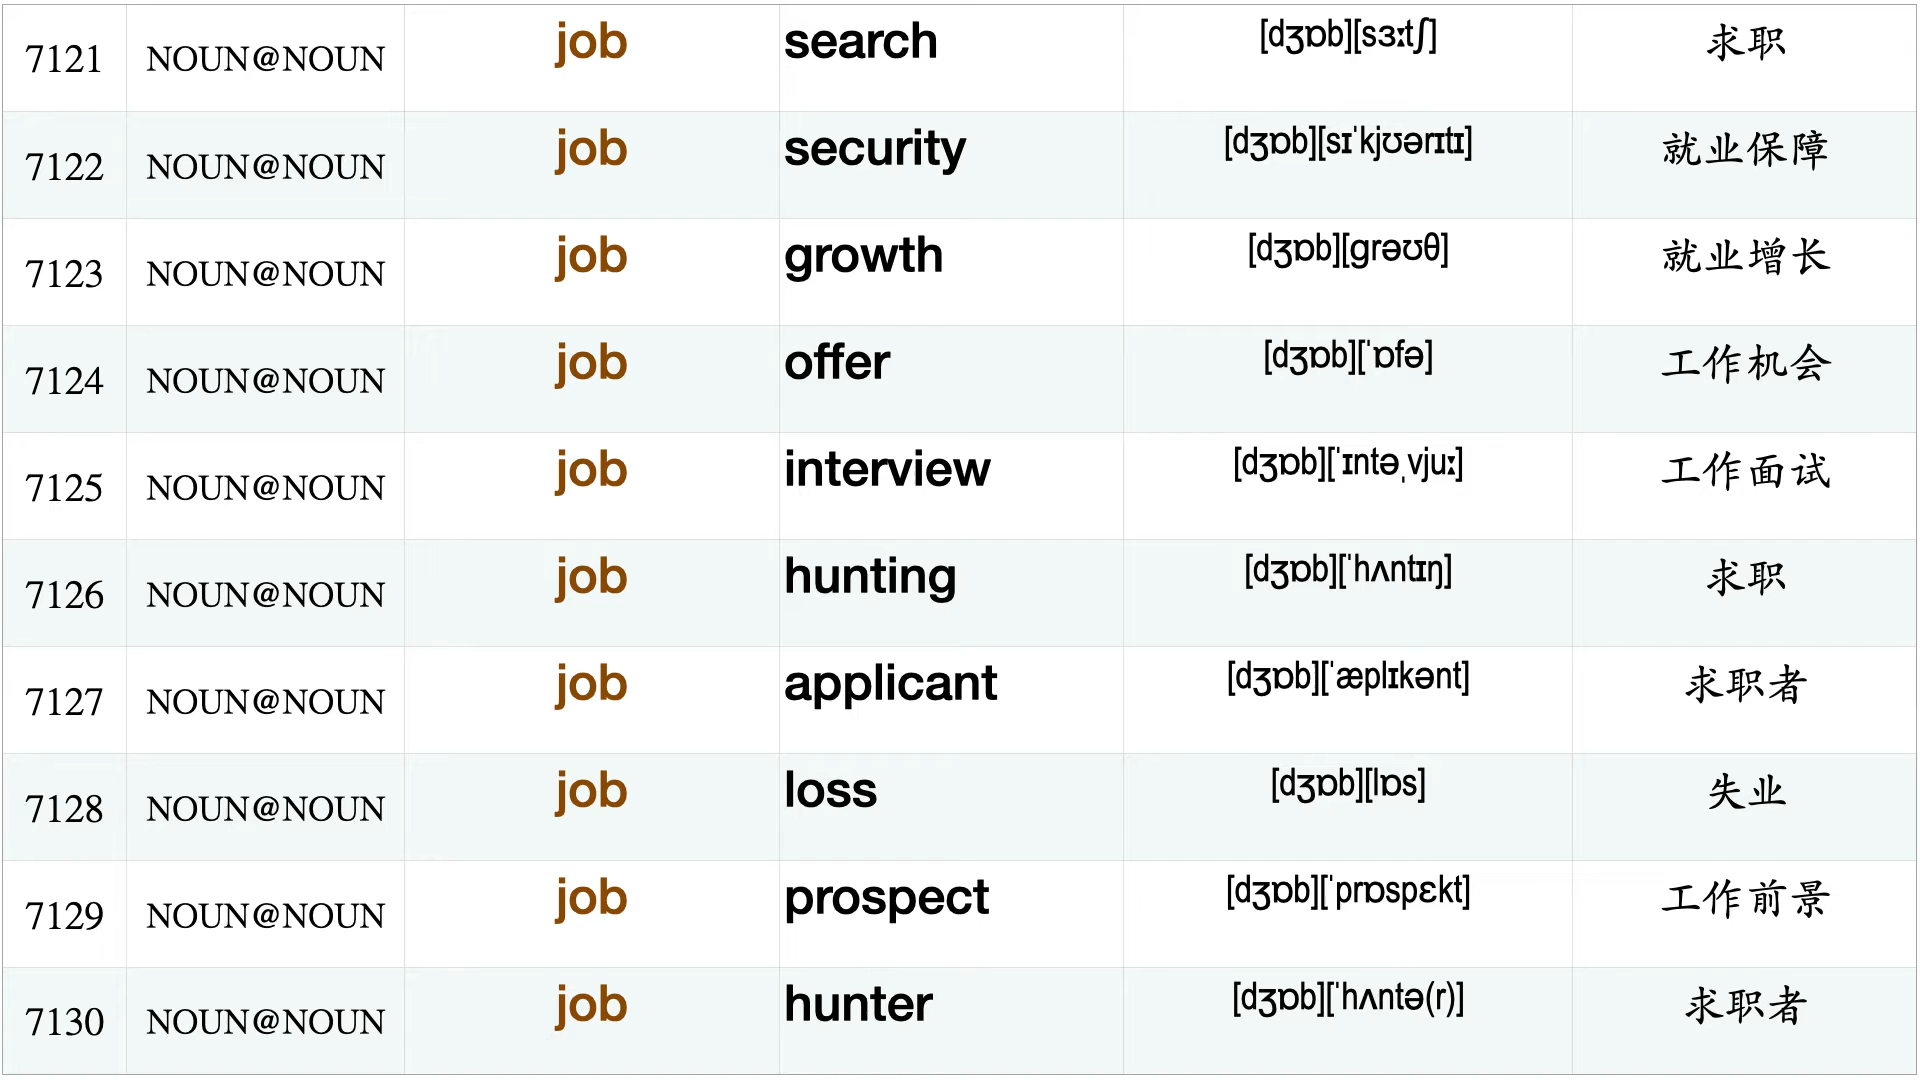 7121 NOUN@NOUN job search [dʒɒb][sɜːtʃ] 求职
7122 NOUN@NOUN job security [dʒɒb][sɪˈkjʊərɪtɪ] 就业保障
7123 NOUN@NOUN job growth [dʒɒb][grəʊθ] 就业增长
7124 NOUN@NOUN job offer [dʒɒb][ˈɒfə] 工作机会
7125 NOUN@NOUN job interview [dʒɒb][ˈɪntəˌvjuː] 工作面试
7126 NOUN@NOUN job hunting [dʒɒb][ˈhʌntɪŋ] 求职
7127 NOUN@NOUN job applicant [dʒɒb][ˈæplɪkənt] 求职者
7128 NOUN@NOUN job loss [dʒɒb][lɒs] 失业
7129 NOUN@NOUN job prospect [dʒɒb][ˈprɒspɛkt] 工作前景
7130 NOUN@NOUN job hunter [dʒɒb][ˈhʌntə(r)] 求职者